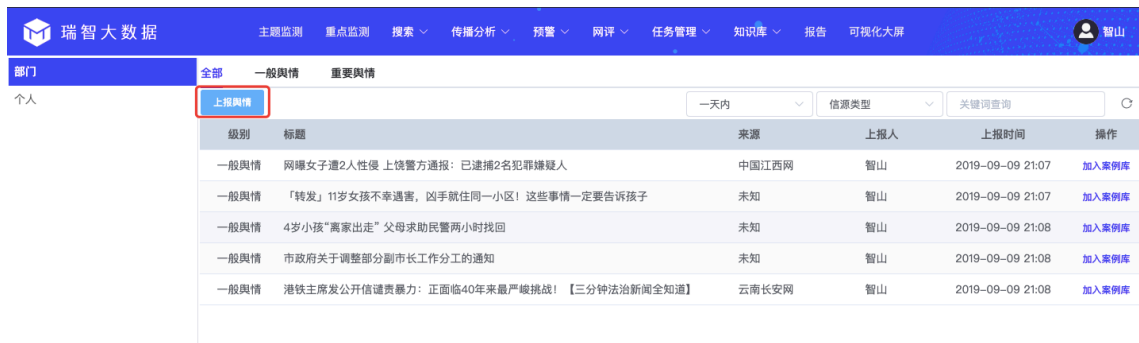 瑞智大数据 主题监测 重点监测 搜索 传播分析 预警 网评 任务管理 知识库 报告 可视化大屏 智山
部门 全部 一般舆情 重要舆情
个人 上报舆情 一天内 信源类型 关键词查询
级别 标题 来源 上报人 上报时间 操作
一般舆情 网曝女子遭2人性侵 上饶警方通报：已逮捕2名犯罪嫌疑人 中国江西网 智山 2019-09-09 21:07 加入案例库
一般舆情 「转发」11岁女孩不幸遇害，凶手就住同一小区！这些事情一定要告诉孩子 未知 智山 2019-09-09 21:07 加入案例库
一般舆情 4岁小孩“离家出走” 父母求助民警两小时找回 未知 智山 2019-09-09 21:08 加入案例库
一般舆情 市政府关于调整部分副市长工作分工的通知 未知 智山 2019-09-09 21:08 加入案例库
一般舆情 港铁主席发公开信谴责暴力：正面临40年来最严峻挑战！【三分钟法治新闻全知道】 云南长安网 智山 2019-09-09 21:08 加入案例库